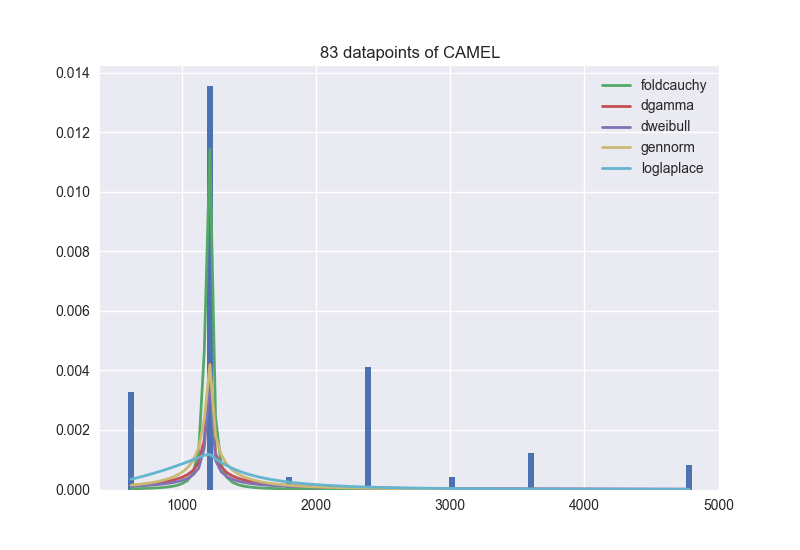 83 datapoints of CAMEL
0.014
0.012
0.010
0.008
0.006
0.004
0.002
0.000
foldcauchy
dgamma
dweibull
gennorm
loglaplace
1000
2000
3000
4000
5000